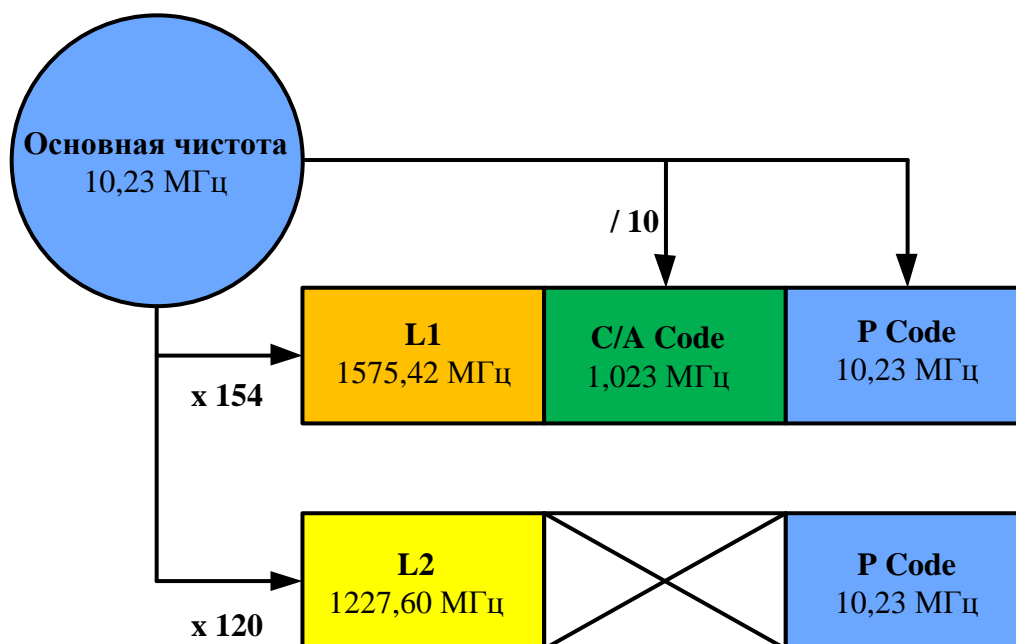 Основная чистота
10,23 МГц
/ 10
L1
1575,42 МГц
C/A Code
1,023 МГц
P Code
10,23 МГц
x 154
L2
1227,60 МГц
P Code
10,23 МГц
x 120